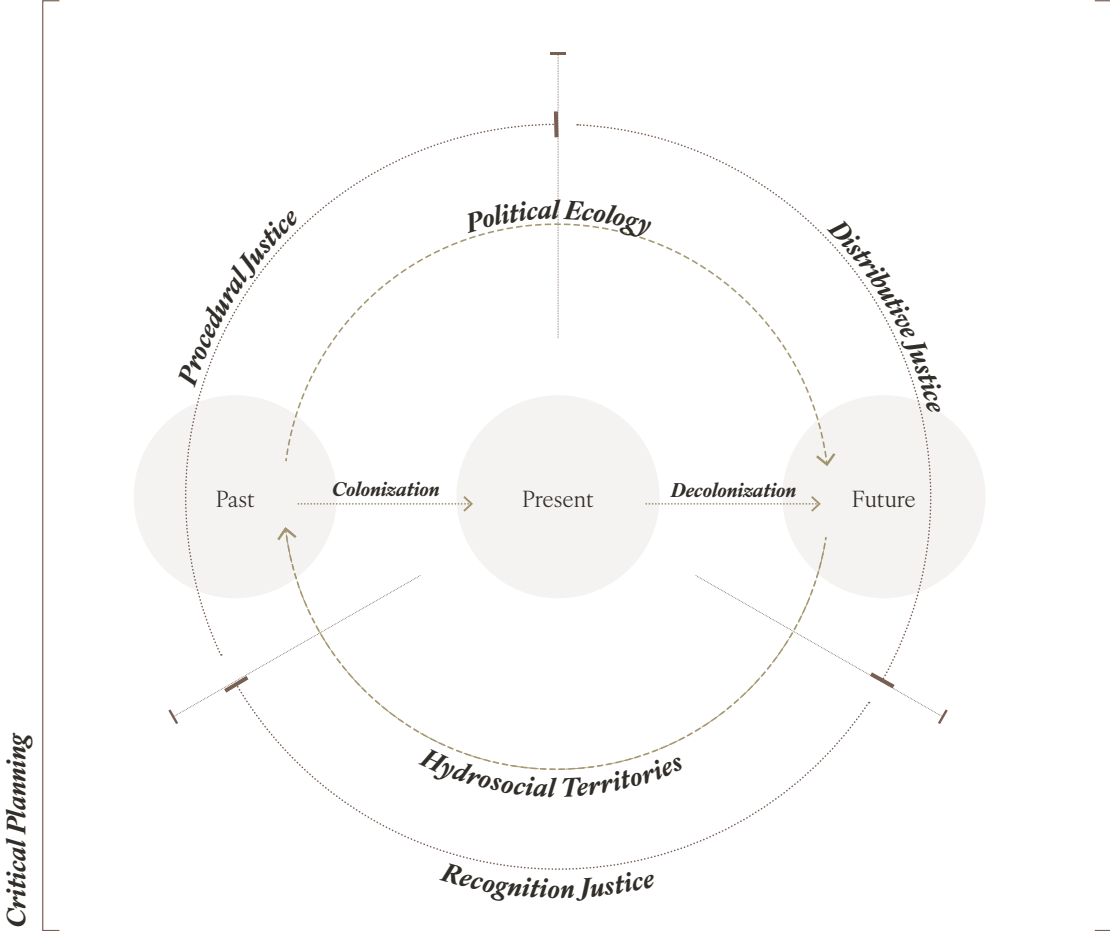 Political Ecology
Procedural Justice
Distributive Justice
Colonization
Decolonization
Past
Present
Future
Hydrosocial Territories
Recognition Justice
Critical Planning